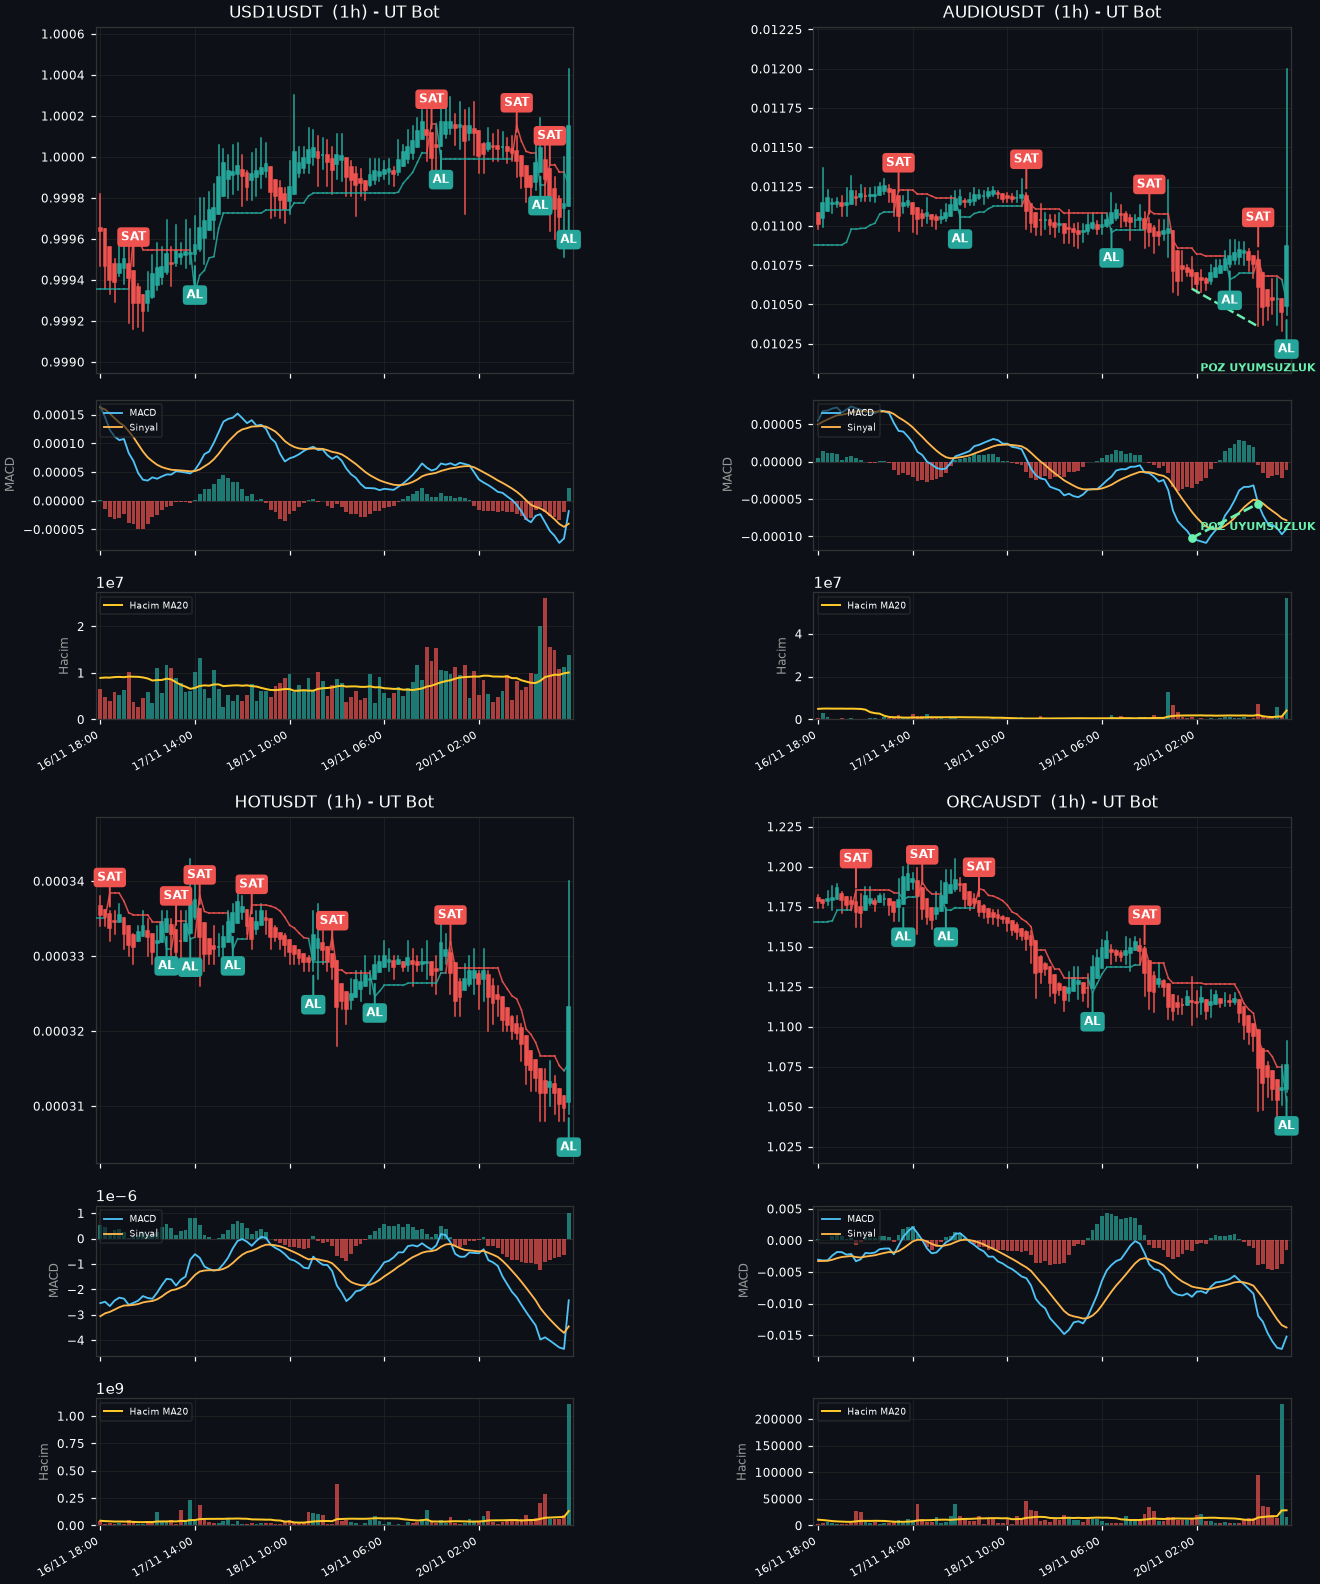 USD1USDT (1h) - UT Bot
1.0006
1.0004
1.0002
1.0000
0.9998
0.9996
0.9994
0.9992
0.9990
SAT
AL
SAT
AL
SAT
AL
SAT
AL
MACD
0.00015
0.00010
0.00005
0.00000
−0.00005
MACD
Sinyal
1e7
Hacim
2
1
0
Hacim MA20
16/11 18:00
17/11 14:00
18/11 10:00
19/11 06:00
20/11 02:00
AUDIOUSDT (1h) - UT Bot
0.01225
0.01200
0.01175
0.01150
0.01125
0.01100
0.01075
0.01050
0.01025
SAT
AL
SAT
AL
SAT
AL
SAT
AL
POZ UYUMSUZLUK
MACD
0.00005
0.00000
−0.00005
−0.00010
MACD
Sinyal
POZ UYUMSUZLUK
1e7
Hacim
4
2
0
Hacim MA20
16/11 18:00
17/11 14:00
18/11 10:00
19/11 06:00
20/11 02:00
HOTUSDT (1h) - UT Bot
0.00034
0.00033
0.00032
0.00031
SAT
AL
SAT
AL
SAT
AL
SAT
AL
SAT
AL
SAT
AL
1e−6
MACD
1
0
−1
−2
−3
−4
MACD
Sinyal
1e9
Hacim
1.00
0.75
0.50
0.25
0.00
Hacim MA20
16/11 18:00
17/11 14:00
18/11 10:00
19/11 06:00
20/11 02:00
ORCAUSDT (1h) - UT Bot
1.225
1.200
1.175
1.150
1.125
1.100
1.075
1.050
1.025
SAT
AL
SAT
AL
SAT
AL
SAT
AL
MACD
0.005
0.000
−0.005
−0.010
−0.015
MACD
Sinyal
Hacim
200000
150000
100000
50000
0
Hacim MA20
16/11 18:00
17/11 14:00
18/11 10:00
19/11 06:00
20/11 02:00